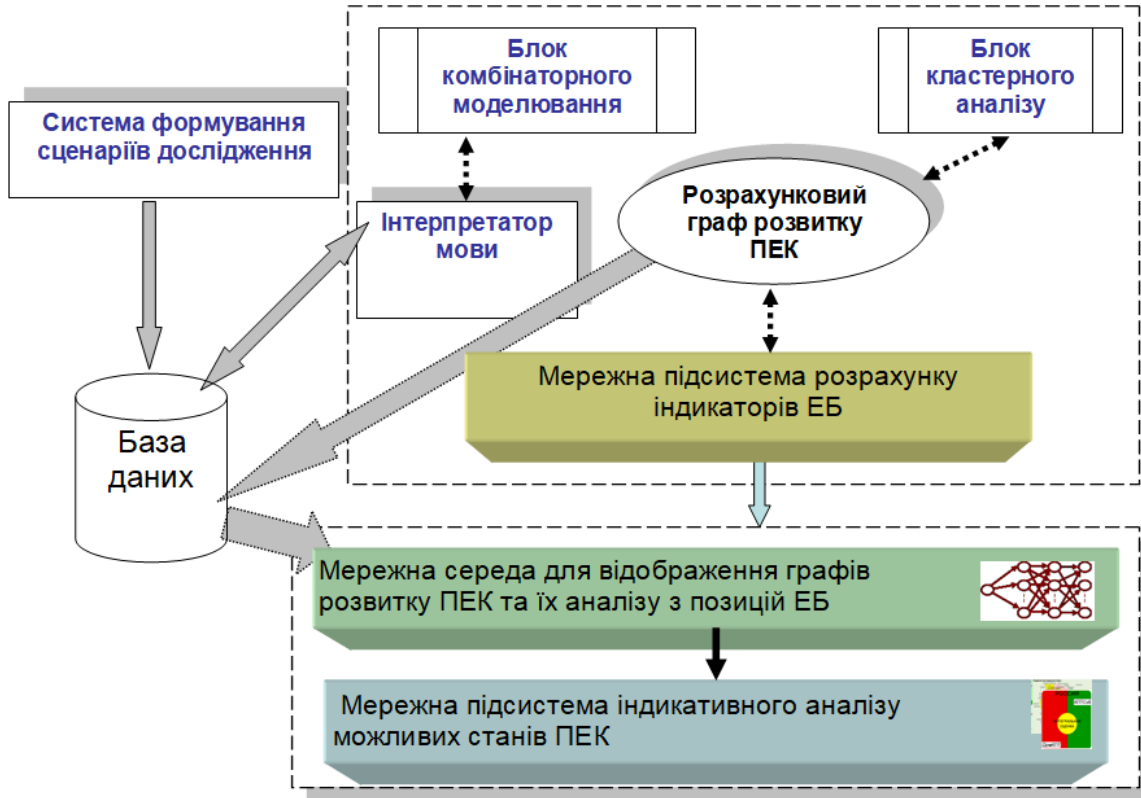 Блок
комбінаторного
моделювання
Блок
кластерного
аналізу
Система формування
сценаріїв дослідження
Інтерпретатор
мови
Розрахунковий
граф розвитку
ПЕК
Мережна підсистема розрахунку
індикаторів ЕБ
База
даних
Мережна середа для відображення графів
розвитку ПЕК та їх аналізу з позицій ЕБ
Мережна підсистема індикативного аналізу
можливих станів ПЕК